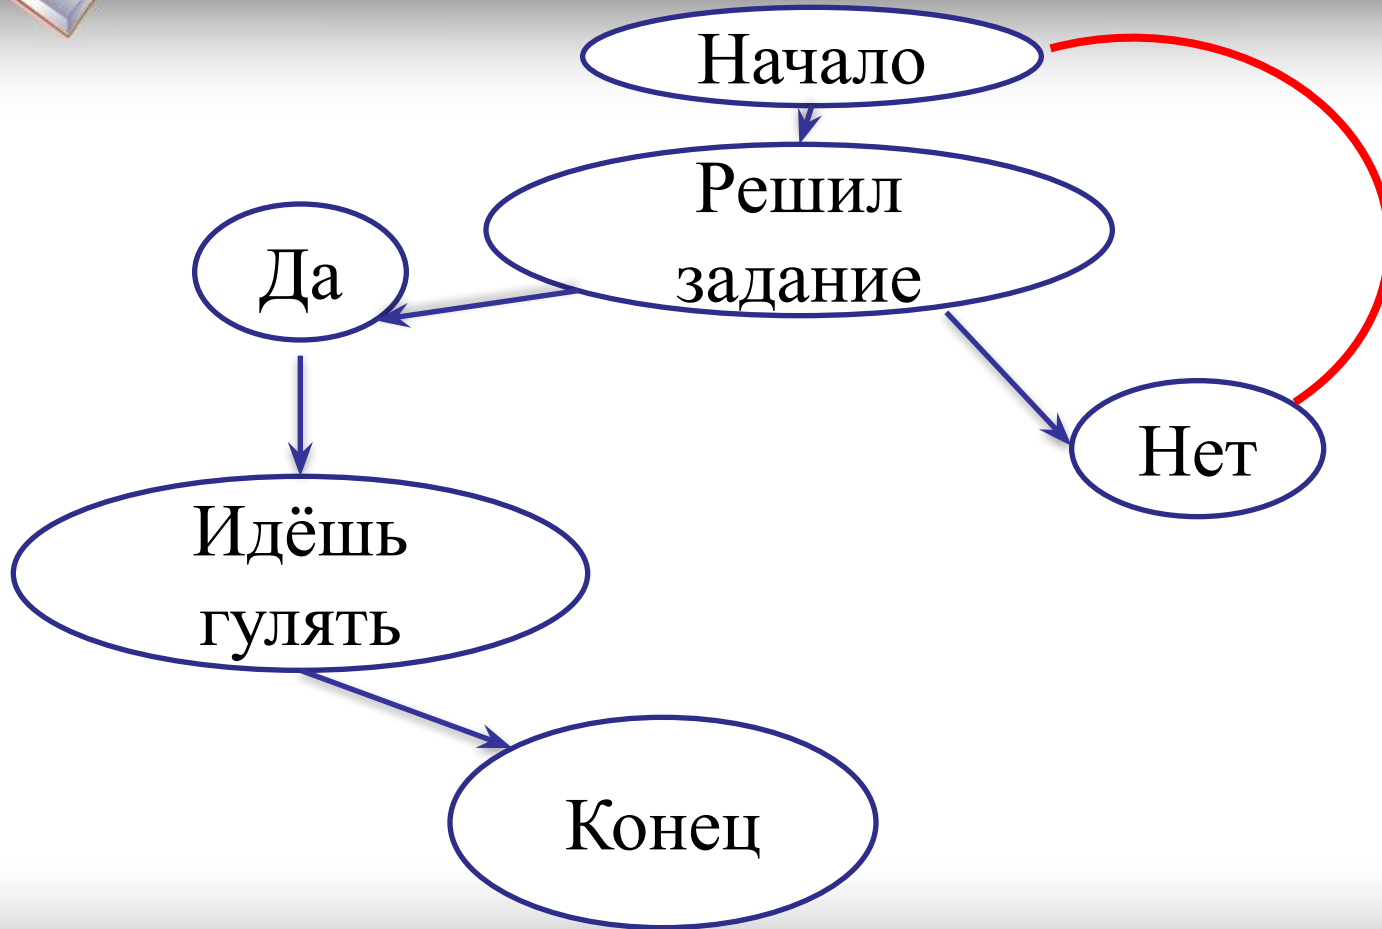 Начало
Решил
задание
Да
Нет
Идёшь
гулять
Конец